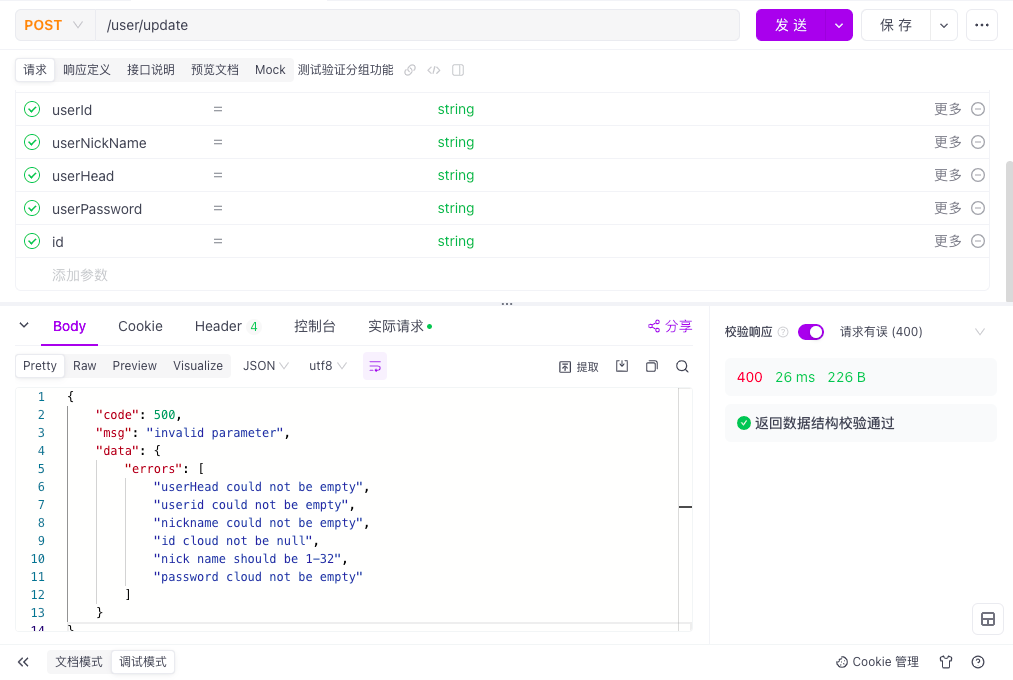 POST /user/update 发 送 保 存
请求 响应定义 接口说明 预览文档 Mock 测试验证分组功能
userId = string 更多
userNickName = string 更多
userHead = string 更多
userPassword = string 更多
id = string 更多
添加参数
Body Cookie Header 4 控制台 实际请求 分享
Pretty Raw Preview Visualize JSON utf8 提取
1 {
2 "code": 500,
3 "msg": "invalid parameter",
4 "data": {
5 "errors": [
6 "userHead could not be empty",
7 "userid could not be empty",
8 "nickname could not be empty",
9 "id cloud not be null",
10 "nick name should be 1-32",
11 "password cloud not be empty"
12 ]
13 }
14 }
校验响应 请求有误 (400)
400 26 ms 226 B
返回数据结构校验通过
文档模式 调试模式 Cookie 管理